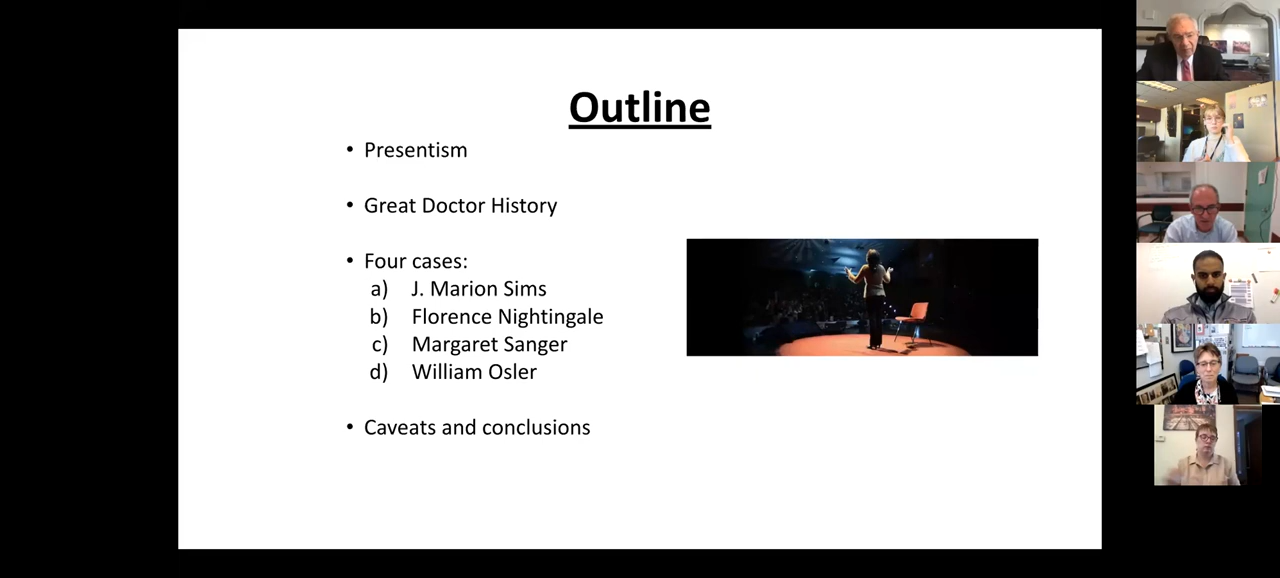 Outline
• Presentism
• Great Doctor History
• Four cases:
a) J. Marion Sims
b) Florence Nightingale
c) Margaret Sanger
d) William Osler
• Caveats and conclusions